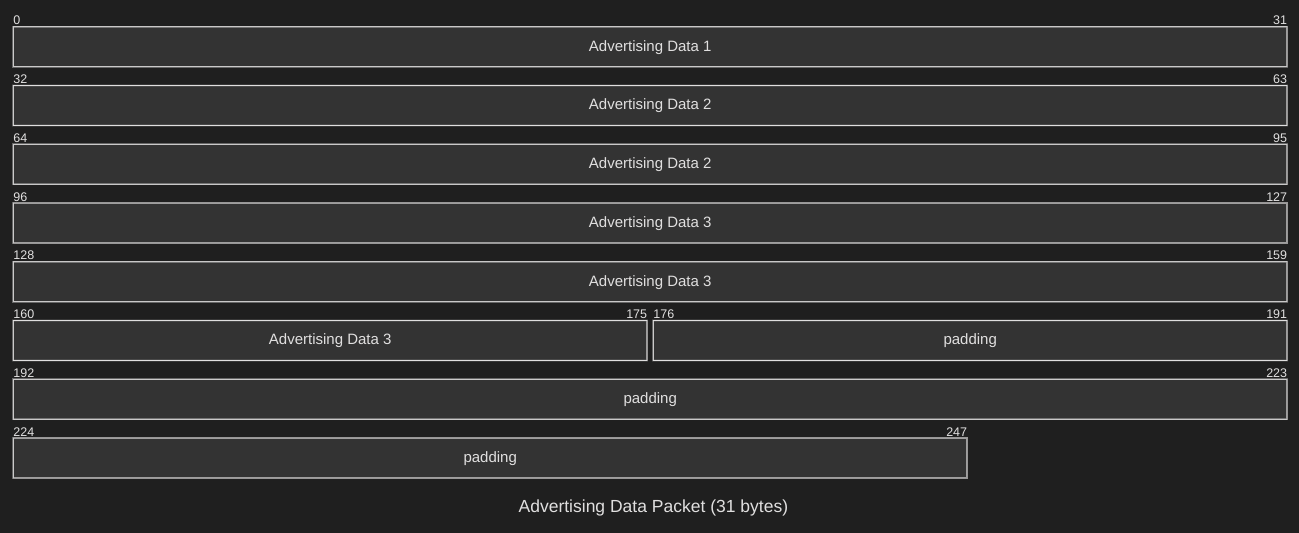 0 31
Advertising Data 1
32 63
Advertising Data 2
64 95
Advertising Data 2
96 127
Advertising Data 3
128 159
Advertising Data 3
160 175 176 191
Advertising Data 3 padding
192 223
padding
224 247
padding
Advertising Data Packet (31 bytes)